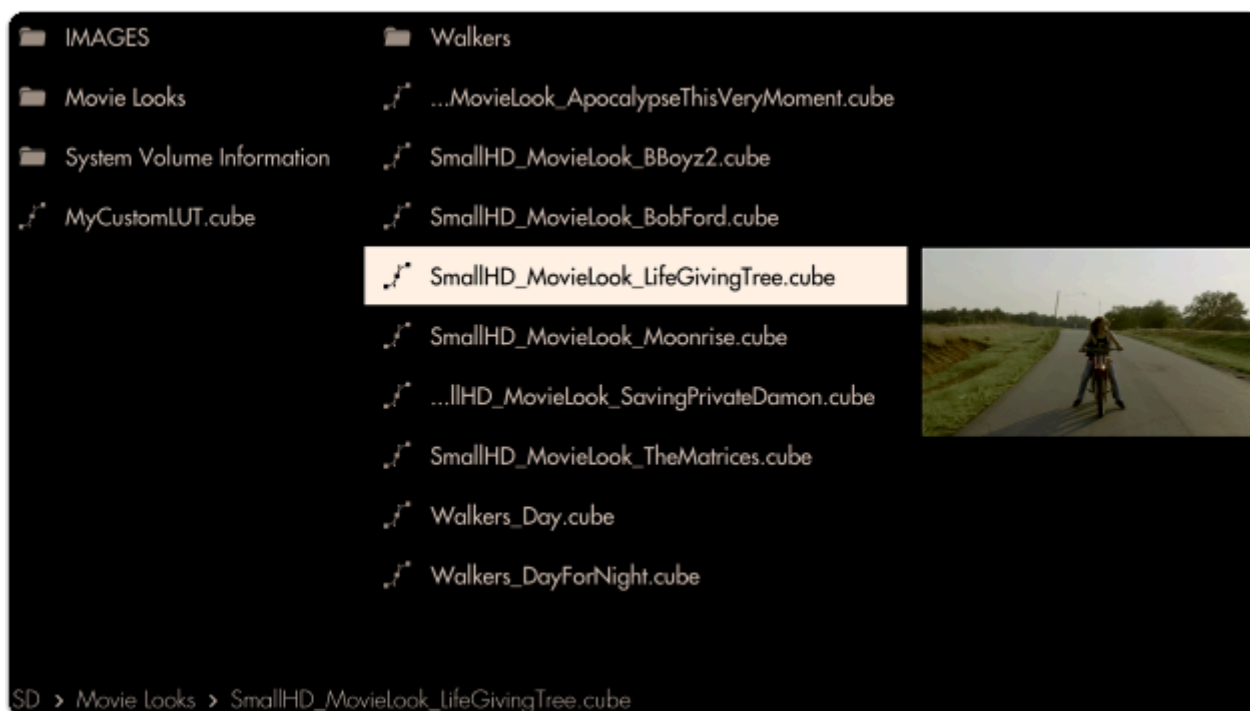 IMAGES
Movie Looks
System Volume Information
MyCustomLUT.cube
Walkers
...MovieLook_ApocalypseThisVeryMoment.cube
SmallHD_MovieLook_BBoyz2.cube
SmallHD_MovieLook_BobFord.cube
SmallHD_MovieLook_LifeGivingTree.cube
SmallHD_MovieLook_Moonrise.cube
...llHD_MovieLook_SavingPrivateDamon.cube
SmallHD_MovieLook_TheMatrices.cube
Walkers_Day.cube
Walkers_DayForNight.cube
SD > Movie Looks > SmallHD_MovieLook_LifeGivingTree.cube